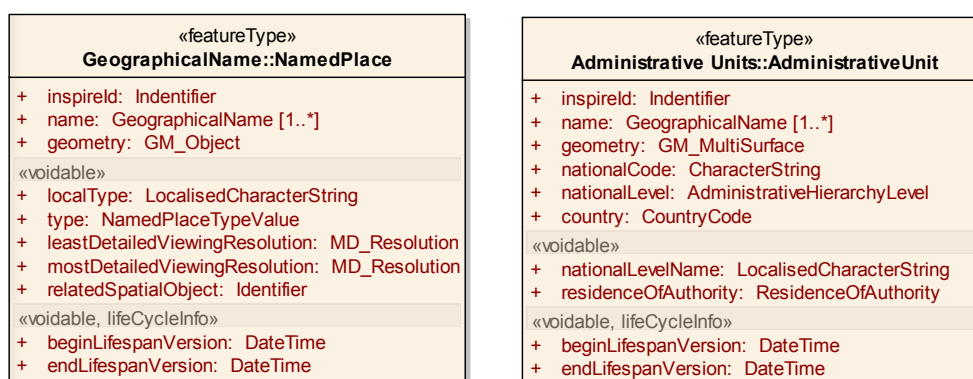 «featureType»
GeographicalName::NamedPlace
+ inspireId: Indentifier
+ name: GeographicalName [1..*]
+ geometry: GM_Object
«voidable»
+ localType: LocalisedCharacterString
+ type: NamedPlaceTypeValue
+ leastDetailedViewingResolution: MD_Resolution
+ mostDetailedViewingResolution: MD_Resolution
+ relatedSpatialObject: Identifier
«voidable, lifeCycleInfo»
+ beginLifespanVersion: DateTime
+ endLifespanVersion: DateTime
«featureType»
Administrative Units::AdministrativeUnit
+ inspireId: Indentifier
+ name: GeographicalName [1..*]
+ geometry: GM_MultiSurface
+ nationalCode: CharacterString
+ nationalLevel: AdministrativeHierarchyLevel
+ country: CountryCode
«voidable»
+ nationalLevelName: LocalisedCharacterString
+ residenceOfAuthority: ResidenceOfAuthority
«voidable, lifeCycleInfo»
+ beginLifespanVersion: DateTime
+ endLifespanVersion: DateTime